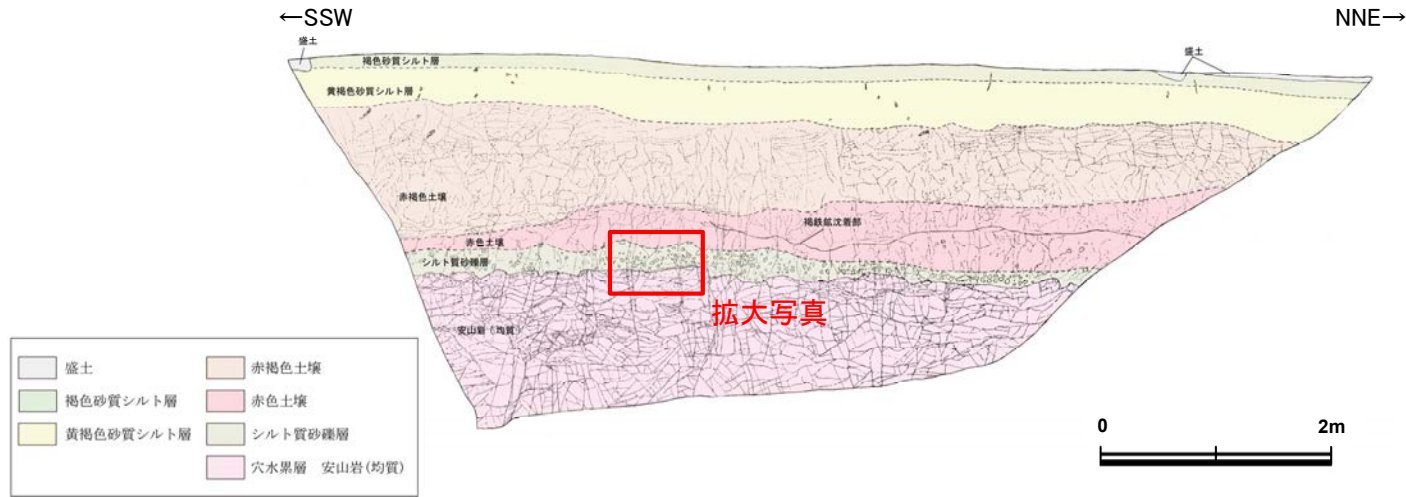 ←SSW
NNE→
盛土
盛土
褐色砂質シルト層
黄褐色砂質シルト層
赤褐色土壌
褐鉄鉱沈着部
赤色土壌
シルト質砂礫層
拡大写真
安山岩(均質)
盛土
赤褐色土壌
褐色砂質シルト層
赤色土壌
黄褐色砂質シルト層
シルト質砂礫層
穴水累層 安山岩(均質)
0
2m